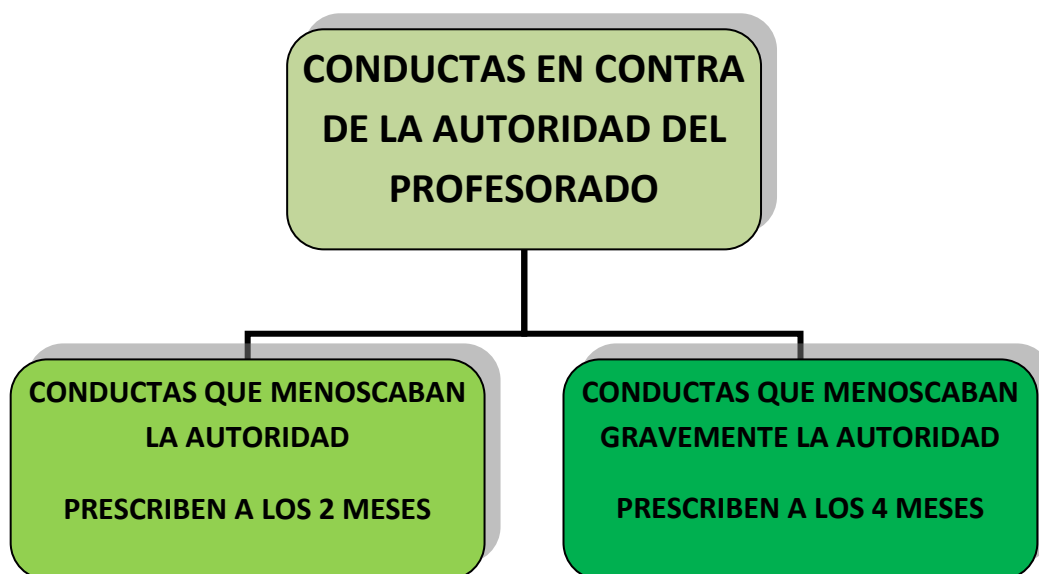 CONDUCTAS EN CONTRA
DE LA AUTORIDAD DEL
PROFESORADO
CONDUCTAS QUE MENOSCABAN
LA AUTORIDAD
PRESCRIBEN A LOS 2 MESES
CONDUCTAS QUE MENOSCABAN
GRAVEMENTE LA AUTORIDAD
PRESCRIBEN A LOS 4 MESES